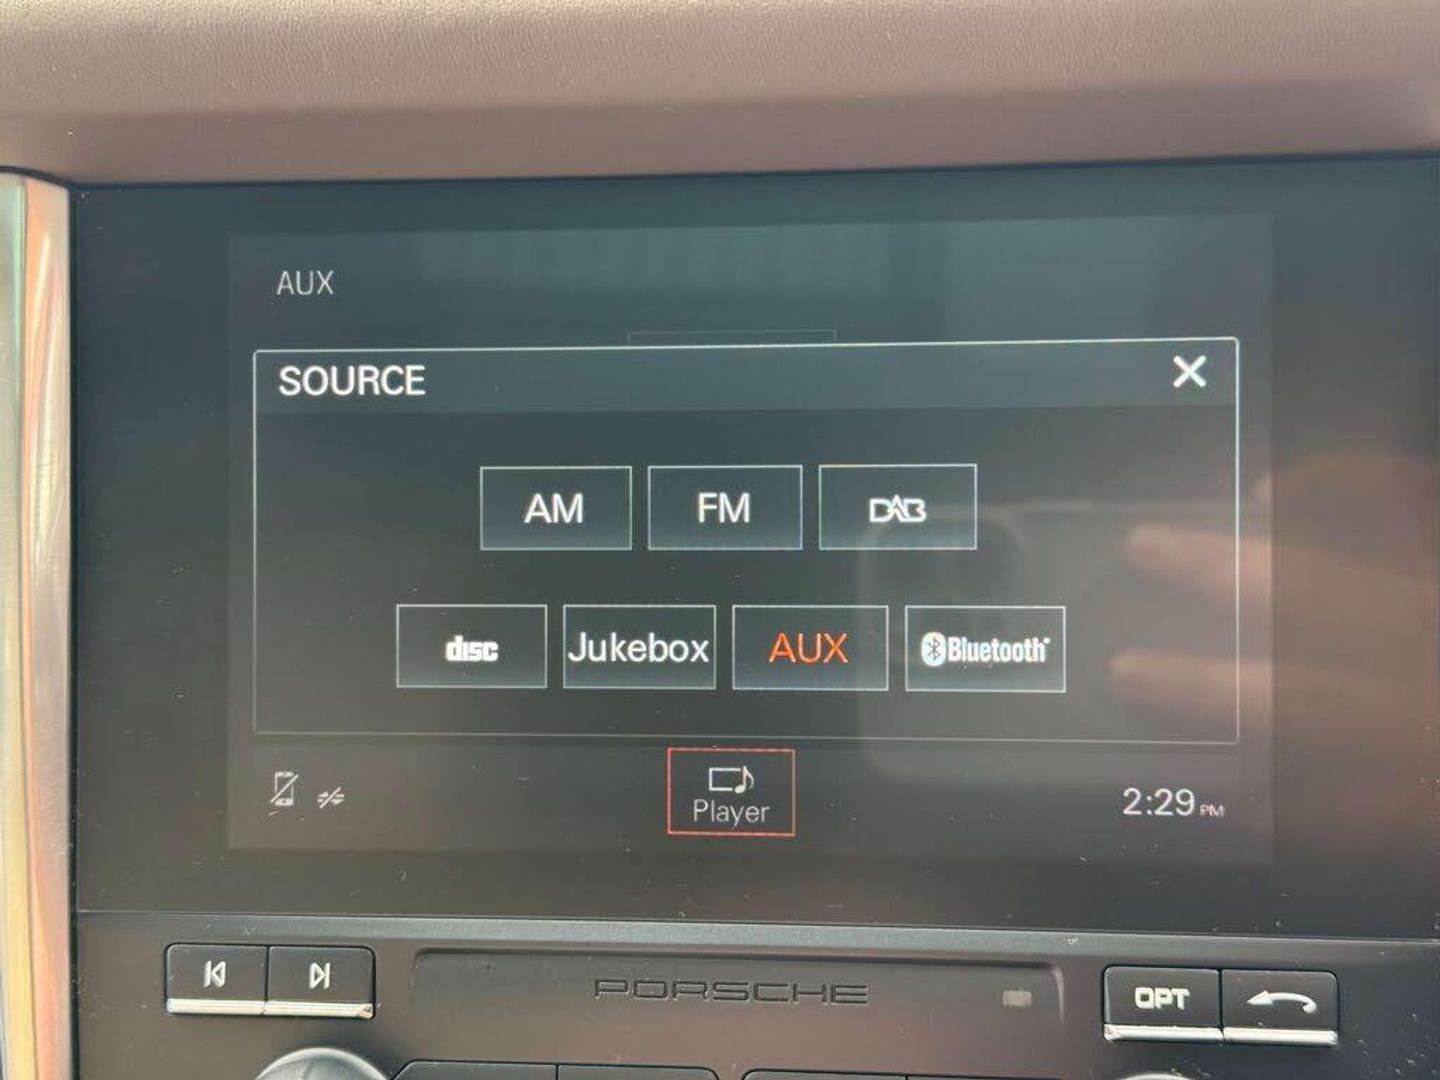 AUX
SOURCE
AM FM DAB
disc Jukebox AUX Bluetooth
Player
2:29 PM
PORSCHE
OPT